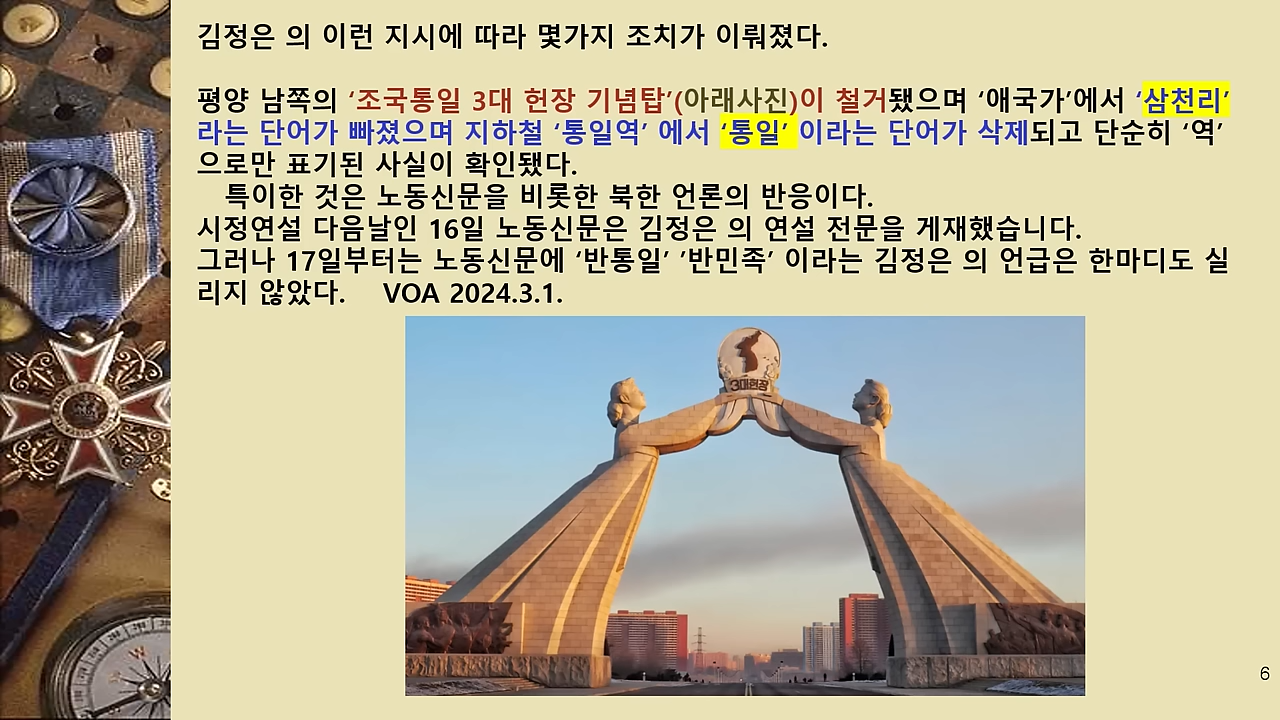 김정은 의 이런 지시에 따라 몇가지 조치가 이뤄졌다.
평양 남쪽의 ‘조국통일 3대 헌장 기념탑’(아래사진)이 철거됐으며 ‘애국가’에서 ‘삼천리’
라는 단어가 빠졌으며 지하철 ‘통일역’ 에서 ‘통일’ 이라는 단어가 삭제되고 단순히 ‘역’
으로만 표기된 사실이 확인됐다.
특이한 것은 노동신문을 비롯한 북한 언론의 반응이다.
시정연설 다음날인 16일 노동신문은 김정은 의 연설 전문을 게재했습니다.
그러나 17일부터는 노동신문에 ‘반통일’ ’반민족’ 이라는 김정은 의 언급은 한마디도 실
리지 않았다. VOA 2024.3.1.
3대헌장
6